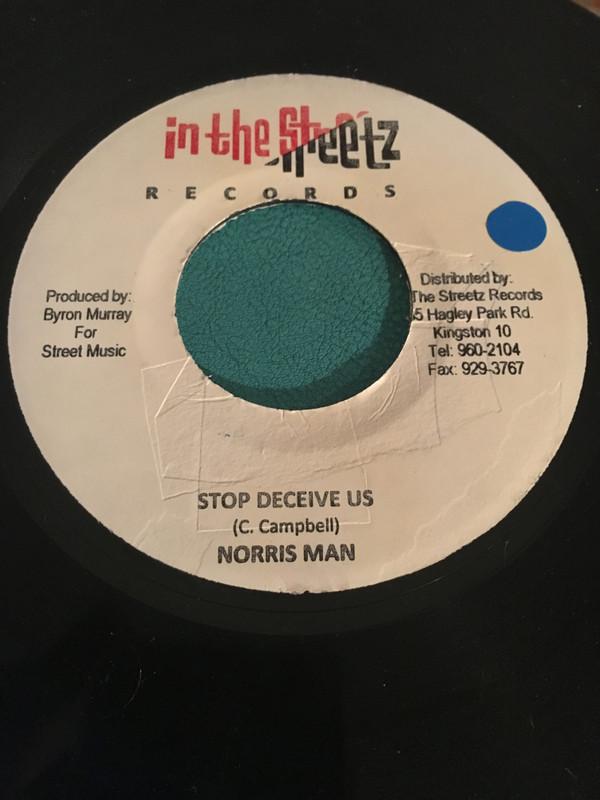 in the Streetz
RECORDS
Produced by:
Byron Murray
For
Street Music
Distributed by:
The Streetz Records
5 Hagley Park Rd.
Kingston 10
Tel: 960-2104
Fax: 929-3767
STOP DECEIVE US
(C. Campbell)
NORRIS MAN